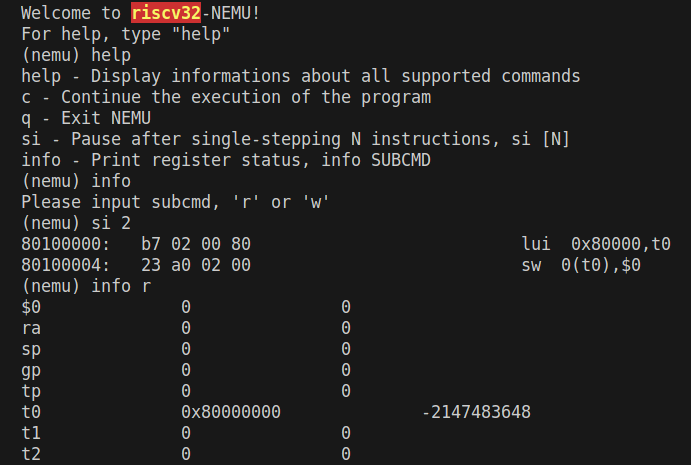 Welcome to riscv32-NEMU!
For help, type "help"
(nemu) help
help - Display informations about all supported commands
c - Continue the execution of the program
q - Exit NEMU
si - Pause after single-stepping N instructions, si [N]
info - Print register status, info SUBCMD
(nemu) info
Please input subcmd, 'r' or 'w'
(nemu) si 2
80100000:   b7 02 00 80                           lui  0x80000,t0
80100004:   23 a0 02 00                           sw  0(t0),$0
(nemu) info r
$0              0               0
ra              0               0
sp              0               0
gp              0               0
tp              0               0
t0              0x80000000              -2147483648
t1              0               0
t2              0               0